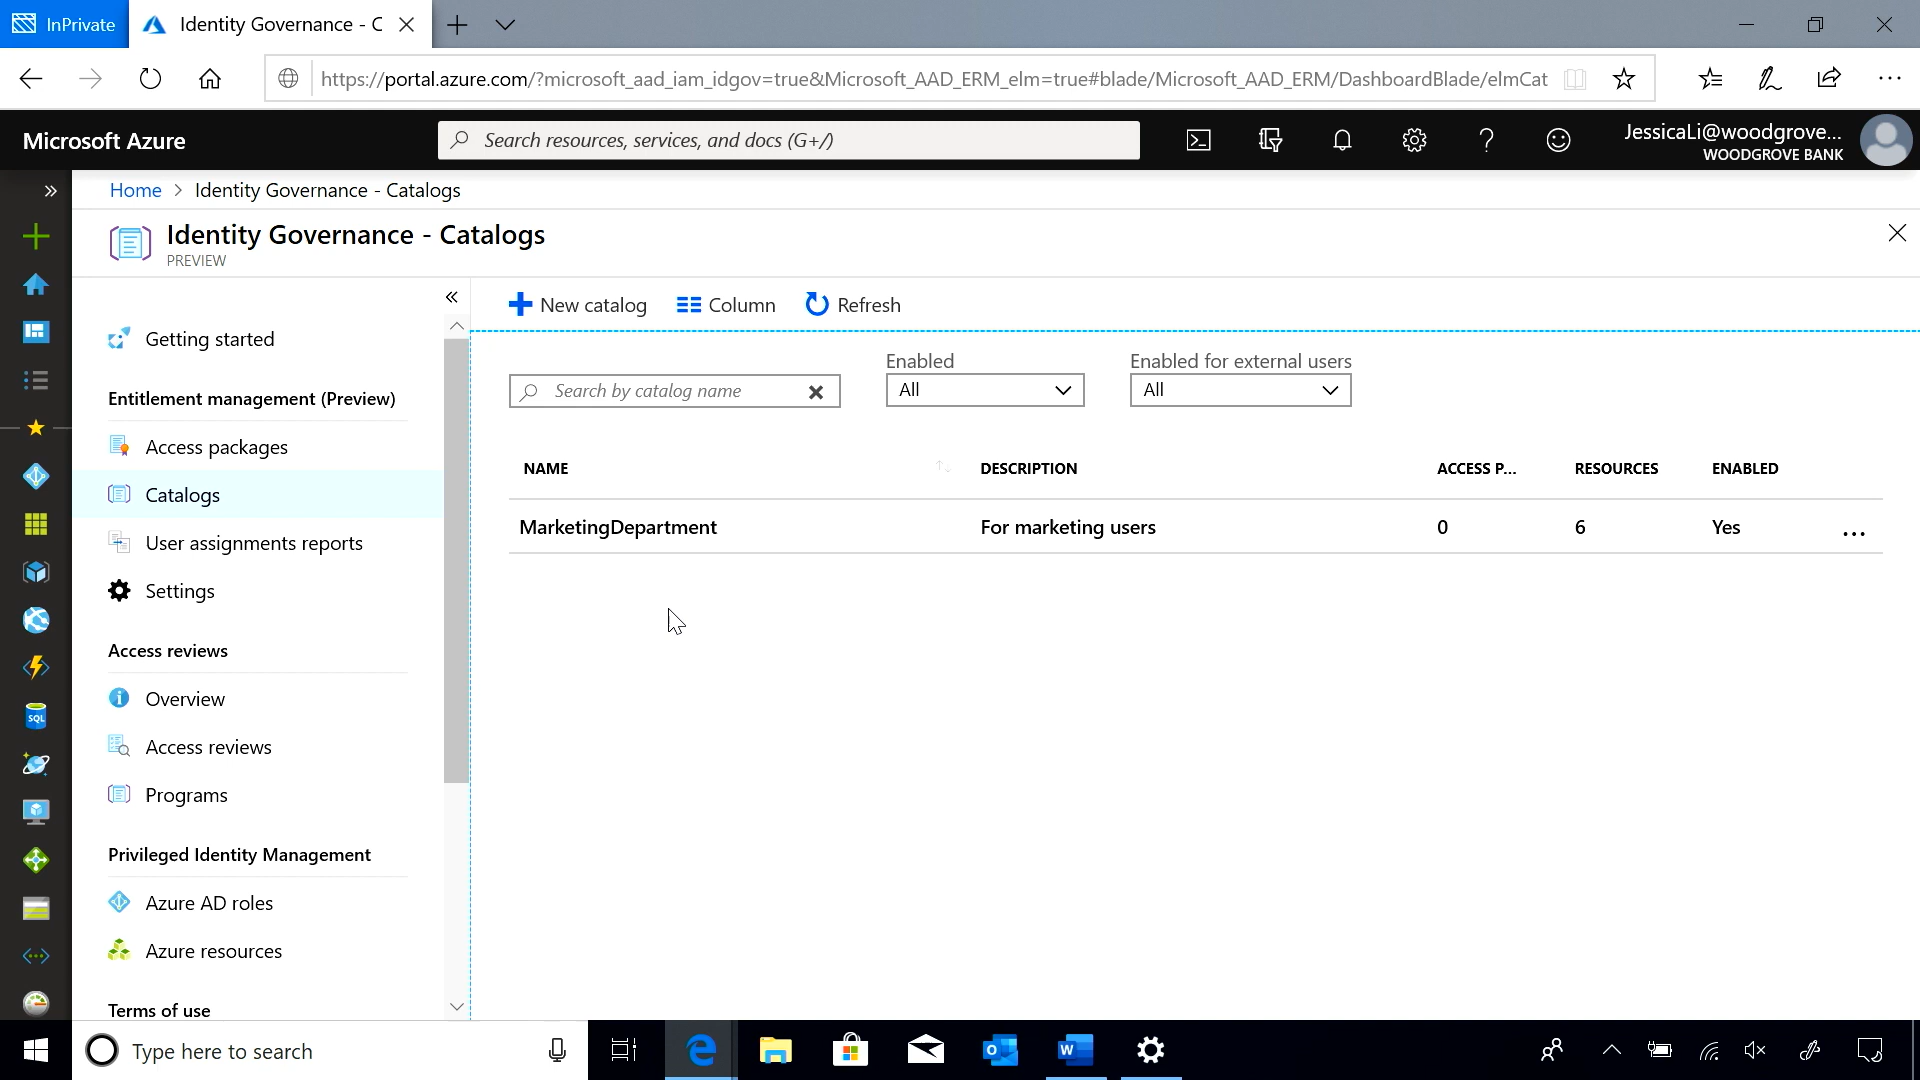 InPrivate
Identity Governance - C
https://portal.azure.com/?microsoft_aad_iam_idgov=true&Microsoft_AAD_ERM_elm=true#blade/Microsoft_AAD_ERM/DashboardBlade/elmCat
Microsoft Azure
Search resources, services, and docs (G+/)
JessicaLi@woodgrove...
WOODGROVE BANK
Home > Identity Governance - Catalogs
Identity Governance - Catalogs
PREVIEW
Getting started
Entitlement management (Preview)
Access packages
Catalogs
User assignments reports
Settings
Access reviews
Overview
Access reviews
Programs
Privileged Identity Management
Azure AD roles
Azure resources
Terms of use
New catalog Column Refresh
Enabled Enabled for external users
Search by catalog name All All
NAME DESCRIPTION ACCESS P... RESOURCES ENABLED
MarketingDepartment For marketing users 0 6 Yes ...
SQL
Type here to search